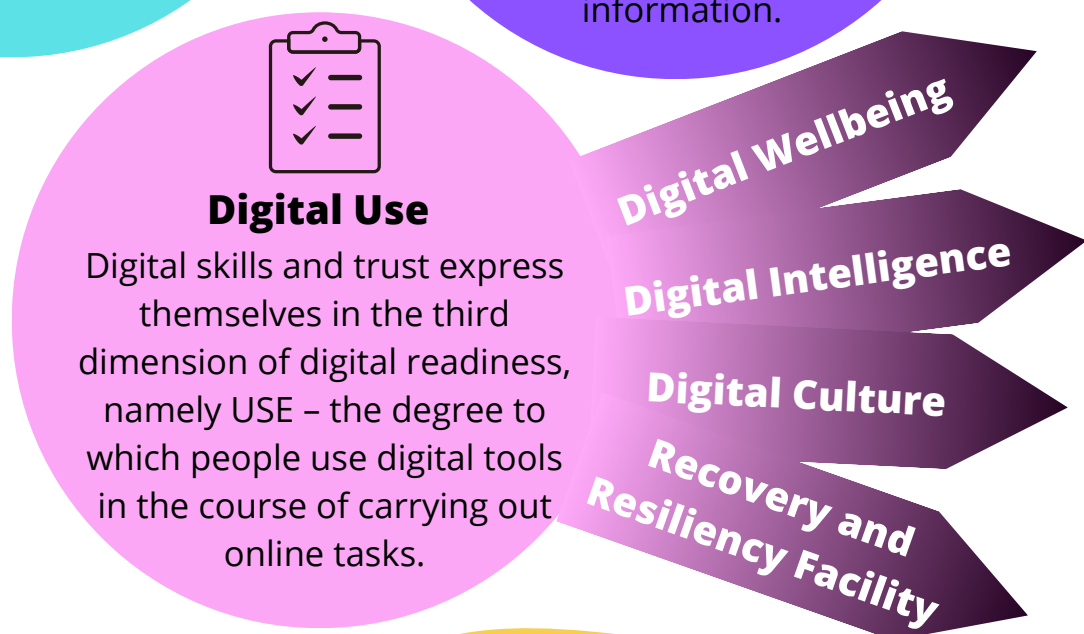 information.
Digital Use
Digital skills and trust express
themselves in the third
dimension of digital readiness,
namely USE – the degree to
which people use digital tools
in the course of carrying out
online tasks.
Digital Wellbeing
Digital Intelligence
Digital Culture
Recovery and
Resiliency Facility